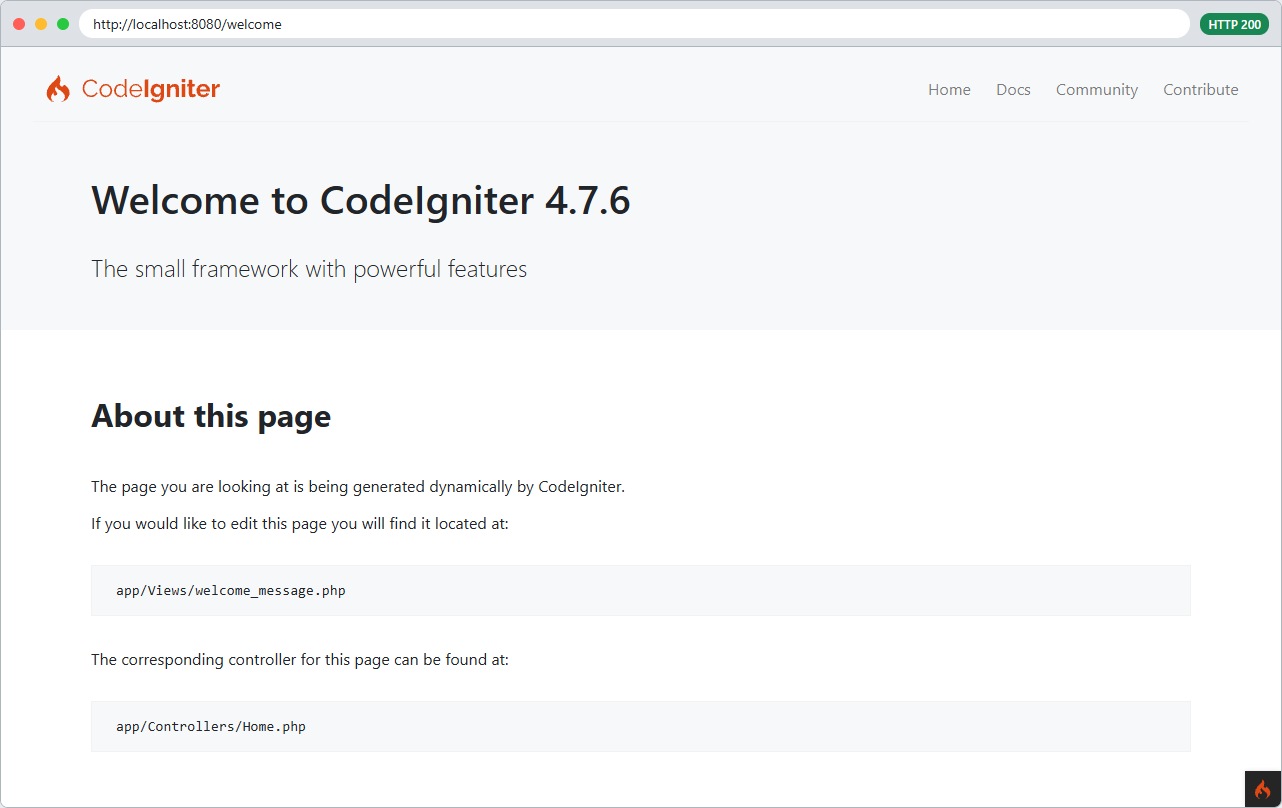 http://localhost:8080/welcome
HTTP 200
CodeIgniter
Home Docs Community Contribute
Welcome to CodeIgniter 4.7.6
The small framework with powerful features
About this page
The page you are looking at is being generated dynamically by CodeIgniter.
If you would like to edit this page you will find it located at:
app/Views/welcome_message.php
The corresponding controller for this page can be found at:
app/Controllers/Home.php